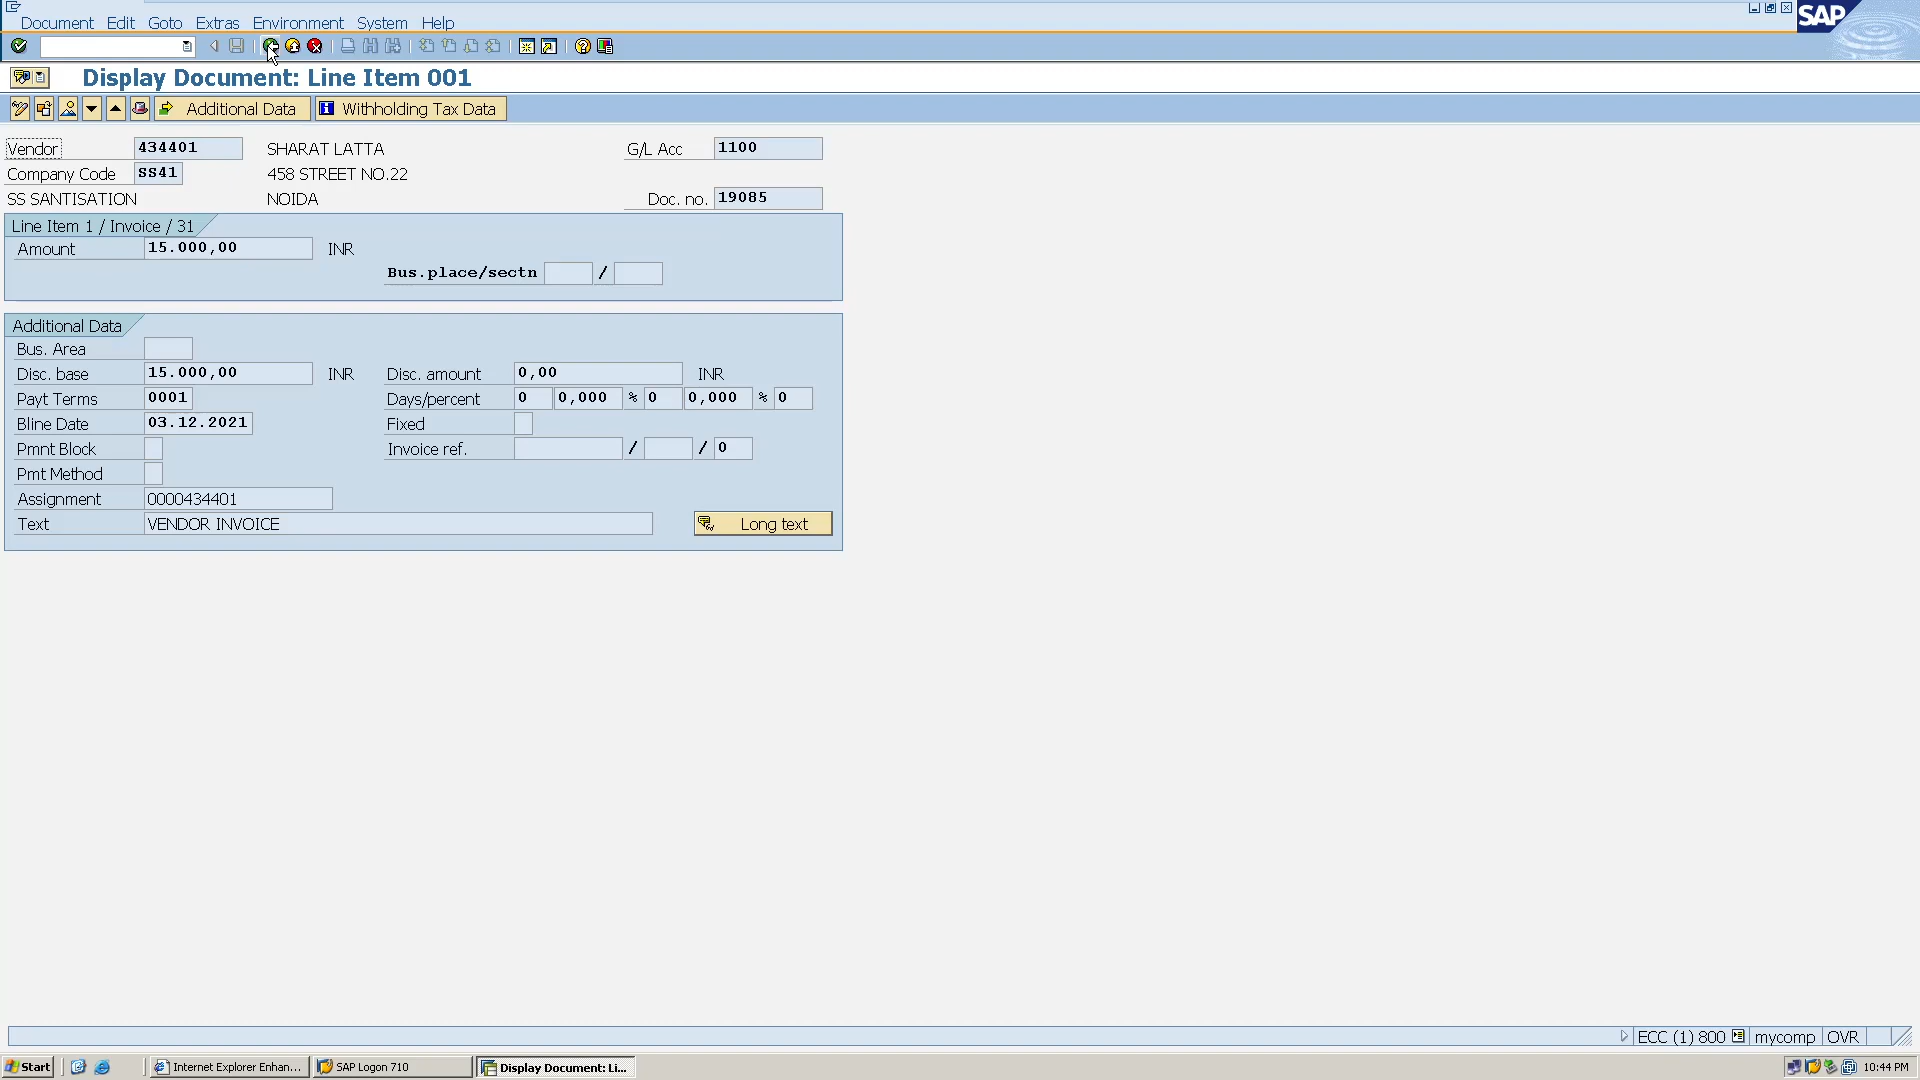 Document Edit Goto Extras Environment System Help
SAP
Display Document: Line Item 001
Additional Data Withholding Tax Data
Vendor 434401 SHARAT LATTA G/L Acc 1100
Company Code SS41 458 STREET NO.22
SS SANTISATION NOIDA Doc. no. 19085
Line Item 1 / Invoice / 31
Amount 15.000,00 INR
Bus.place/sectn /
Additional Data
Bus. Area
Disc. base 15.000,00 INR Disc. amount 0,00 INR
Payt Terms 0001 Days/percent 0 0,000 % 0 0,000 % 0
Bline Date 03.12.2021 Fixed
Pmnt Block Invoice ref. / / 0
Pmt Method
Assignment 0000434401
Text VENDOR INVOICE Long text
ECC (1) 800 mycomp OVR
Start Internet Explorer Enhan... SAP Logon 710 Display Document: Li... 10:44 PM